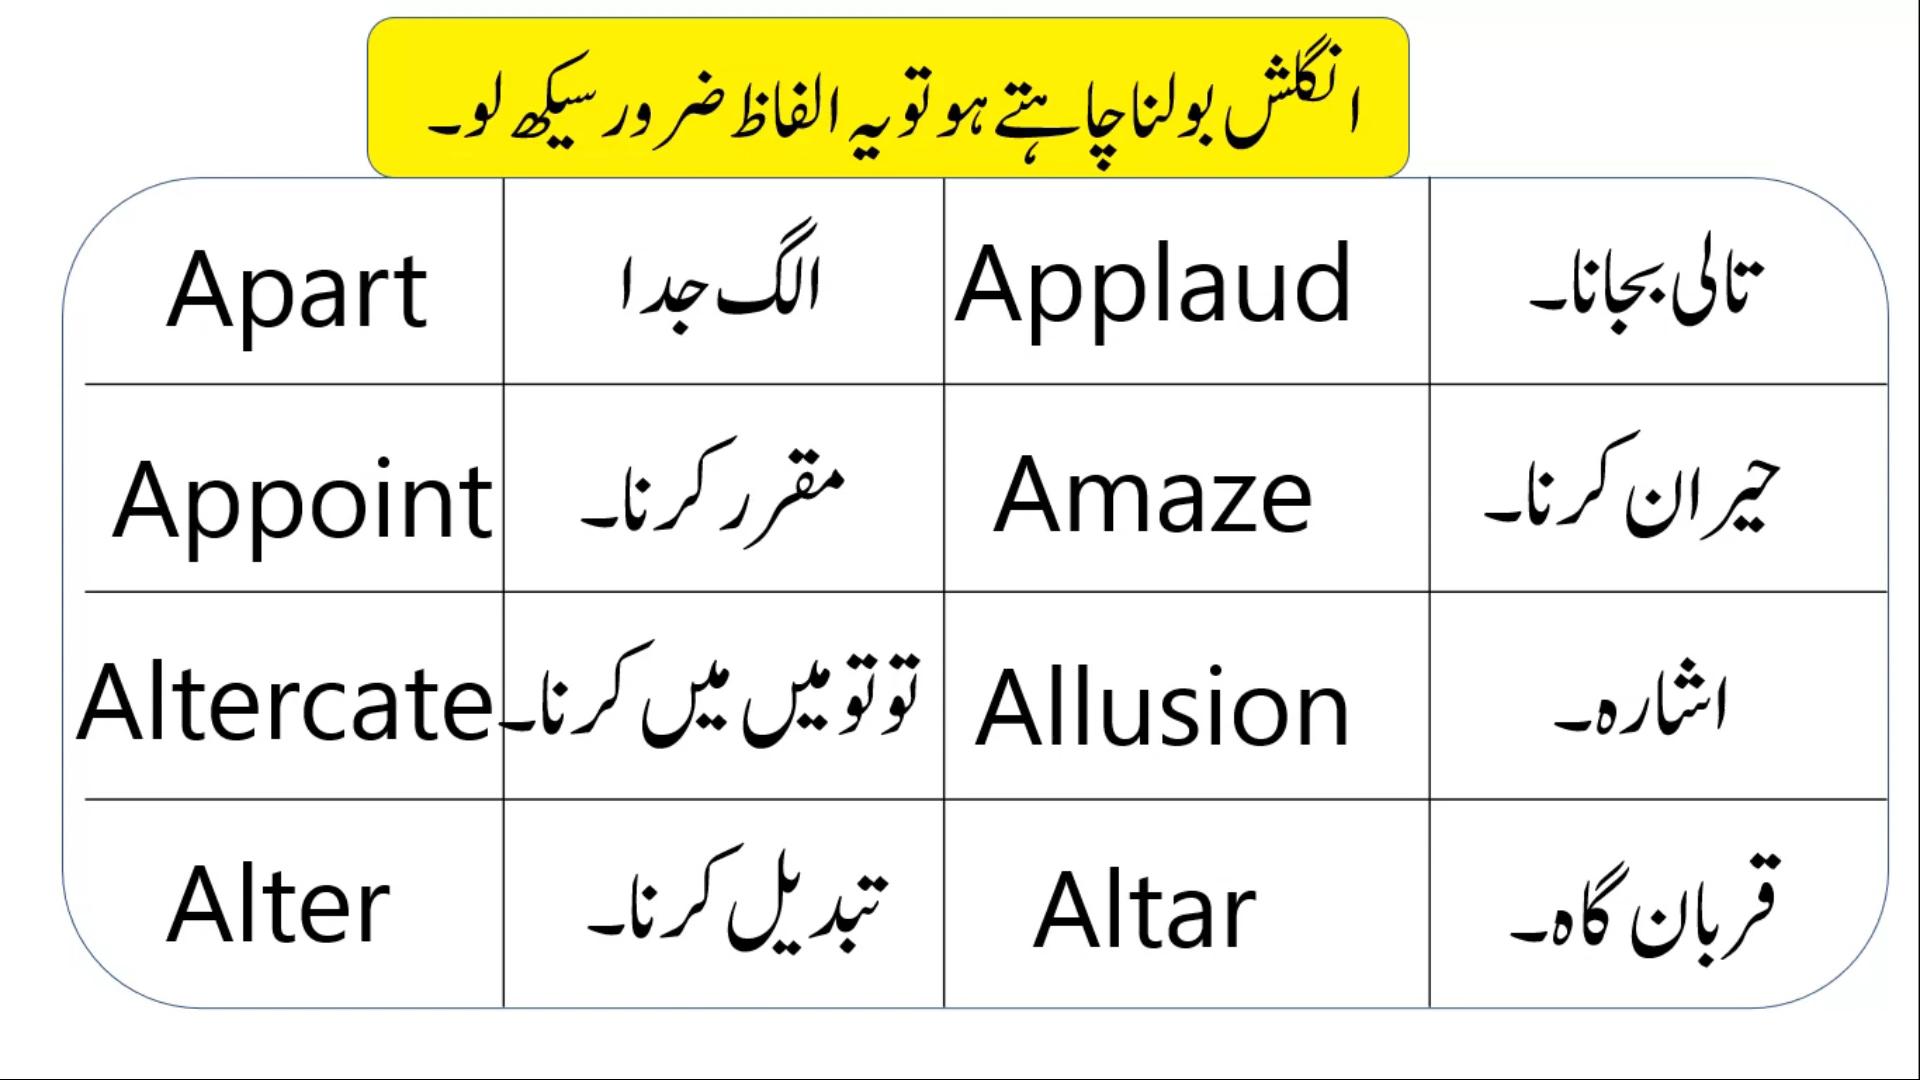 انگلش بولنا چاہتے ہو تو یہ الفاظ ضرور سیکھ لو۔
Apart الگ جدا Applaud تالی بجانا۔
Appoint مقرر کرنا۔ Amaze حیران کرنا۔
Altercate تو تو میں میں کرنا۔ Allusion اشارہ۔
Alter تبدیل کرنا۔ Altar قربان گاہ۔